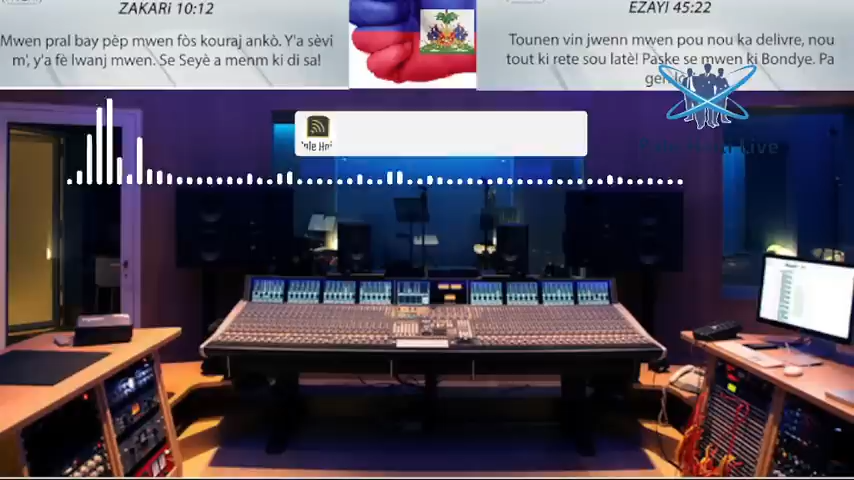 ZAKARi 10:12
Mwen pral bay pèp mwen fòs kouraj ankò. Y'a sèvi
m', y'a fè lwanj mwen. Se Seyè a menm ki di sa!
EZAYI 45:22
Tounen vin jwenn mwen pou nou ka delivre, nou
tout ki rete sou latè! Paske se mwen ki Bondye. Pa
Live